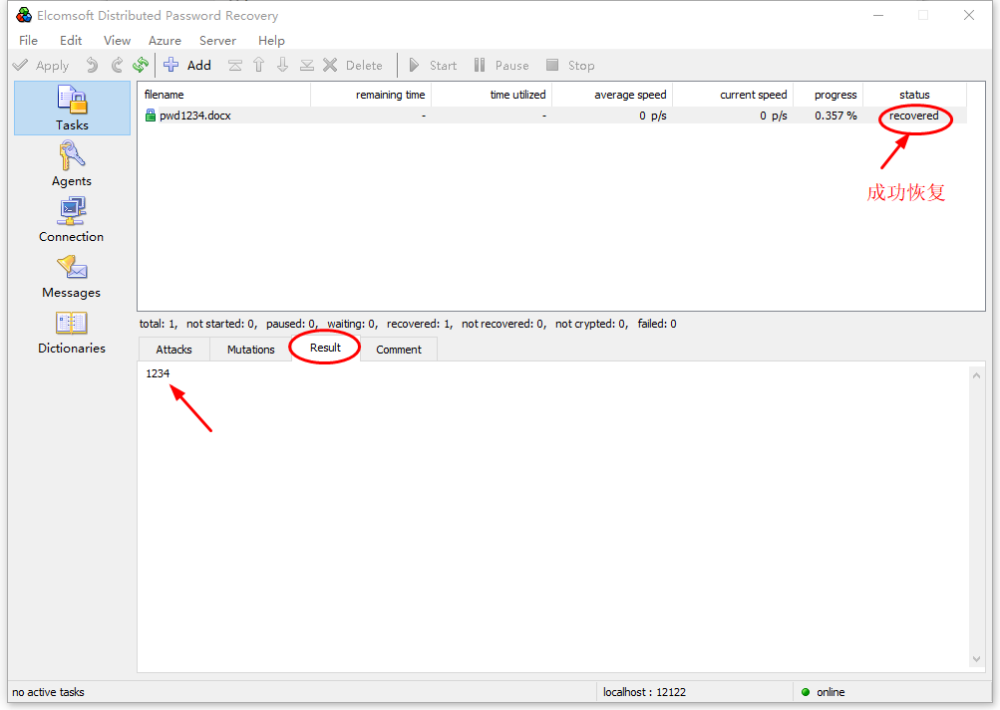 Elcomsoft Distributed Password Recovery
File Edit View Azure Server Help
Apply Add Delete Start Pause Stop
Tasks
Agents
Connection
Messages
Dictionaries
filename remaining time time utilized average speed current speed progress status
pwd1234.docx - - 0 p/s 0 p/s 0.357 % recovered
成功恢复
total: 1, not started: 0, paused: 0, waiting: 0, recovered: 1, not recovered: 0, not crypted: 0, failed: 0
Attacks Mutations Result Comment
1234
no active tasks localhost : 12122 online